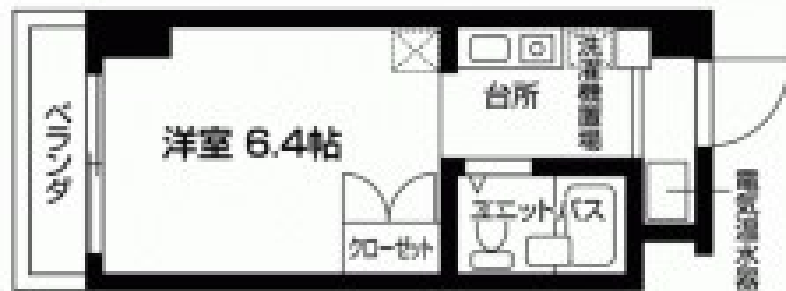 ベランダ
洋室 6.4帖
台所
洗濯機置場
ユニットバス
クローゼット
電気温水器